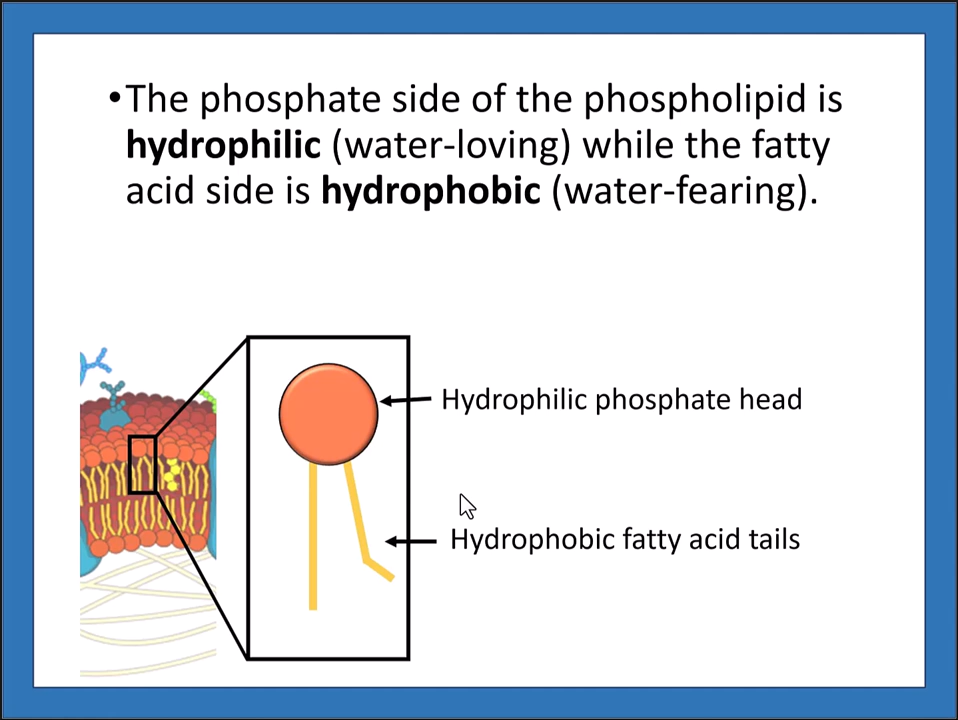 •The phosphate side of the phospholipid is
hydrophilic (water-loving) while the fatty
acid side is hydrophobic (water-fearing).
Hydrophilic phosphate head
Hydrophobic fatty acid tails